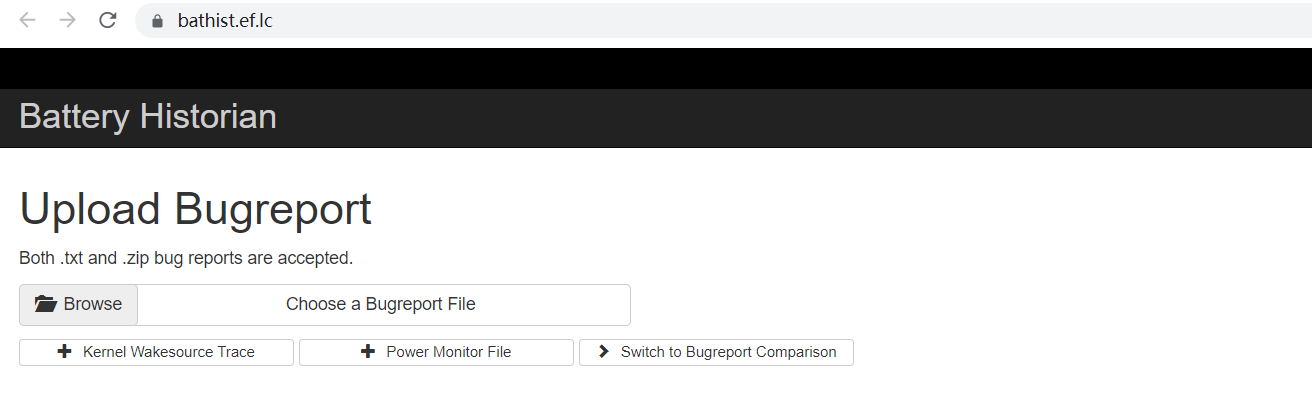 bathist.ef.lc
Battery Historian
Upload Bugreport
Both .txt and .zip bug reports are accepted.
Browse Choose a Bugreport File
Kernel Wakesource Trace Power Monitor File Switch to Bugreport Comparison